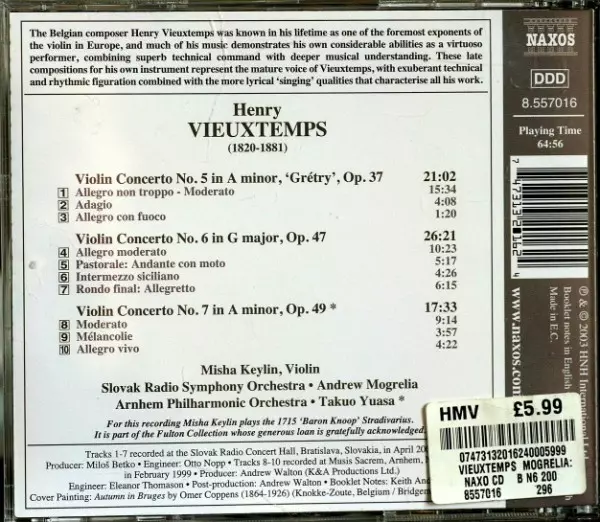 The Belgian composer Henry Vieuxtemps was known in his lifetime as one of the foremost exponents of
the violin in Europe, and much of his music demonstrates his own considerable abilities as a virtuoso
performer, combining superb technical command with deeper musical understanding. These late
compositions for his own instrument represent the mature voice of Vieuxtemps, with exuberant technical
and rhythmic figuration combined with the more lyrical 'singing' qualities that characterise all his work.
NAXOS
DDD
8.557016
Playing Time
64:56
Henry
VIEUXTEMPS
(1820-1881)
Violin Concerto No. 5 in A minor, 'Grétry', Op. 37 21:02
1 Allegro non troppo - Moderato 15:34
2 Adagio 4:08
3 Allegro con fuoco 1:20
Violin Concerto No. 6 in G major, Op. 47 26:21
4 Allegro moderato 10:23
5 Pastorale: Andante con moto 5:17
6 Intermezzo siciliano 4:26
7 Rondo final: Allegretto 6:15
Violin Concerto No. 7 in A minor, Op. 49 * 17:33
8 Moderato 9:14
9 Mélancolie 3:57
10 Allegro vivo 4:22
Misha Keylin, Violin
Slovak Radio Symphony Orchestra • Andrew Mogrelia
Arnhem Philharmonic Orchestra • Takuo Yuasa *
For this recording Misha Keylin plays the 1715 'Baron Knoop' Stradivarius.
It is part of the Fulton Collection whose generous loan is gratefully acknowledged.
Tracks 1-7 recorded at the Slovak Radio Concert Hall, Bratislava, Slovakia, in April
Producer: Miloš Betko • Engineer: Otto Nopp • Tracks 8-10 recorded at Musis Sacrum, Arnhem,
in February 1999 • Producer: Andrew Walton (K&A Productions Ltd.)
Engineer: Eleanor Thomason • Post-production: Andrew Walton • Booklet Notes: Keith
Cover Painting: Autumn in Bruges by Omer Coppens (1864-1926) (Knokke-Zoute, Belgium /
7 47313 20162 4
www.naxos.com
℗ & © 2003 HNH International
Booklet notes in English
Made in E.C.
HMV £5.99
07473132016240005999
VIEUXTEMPS MOGRELIA:
NAXO CD B N6 200
8557016 296